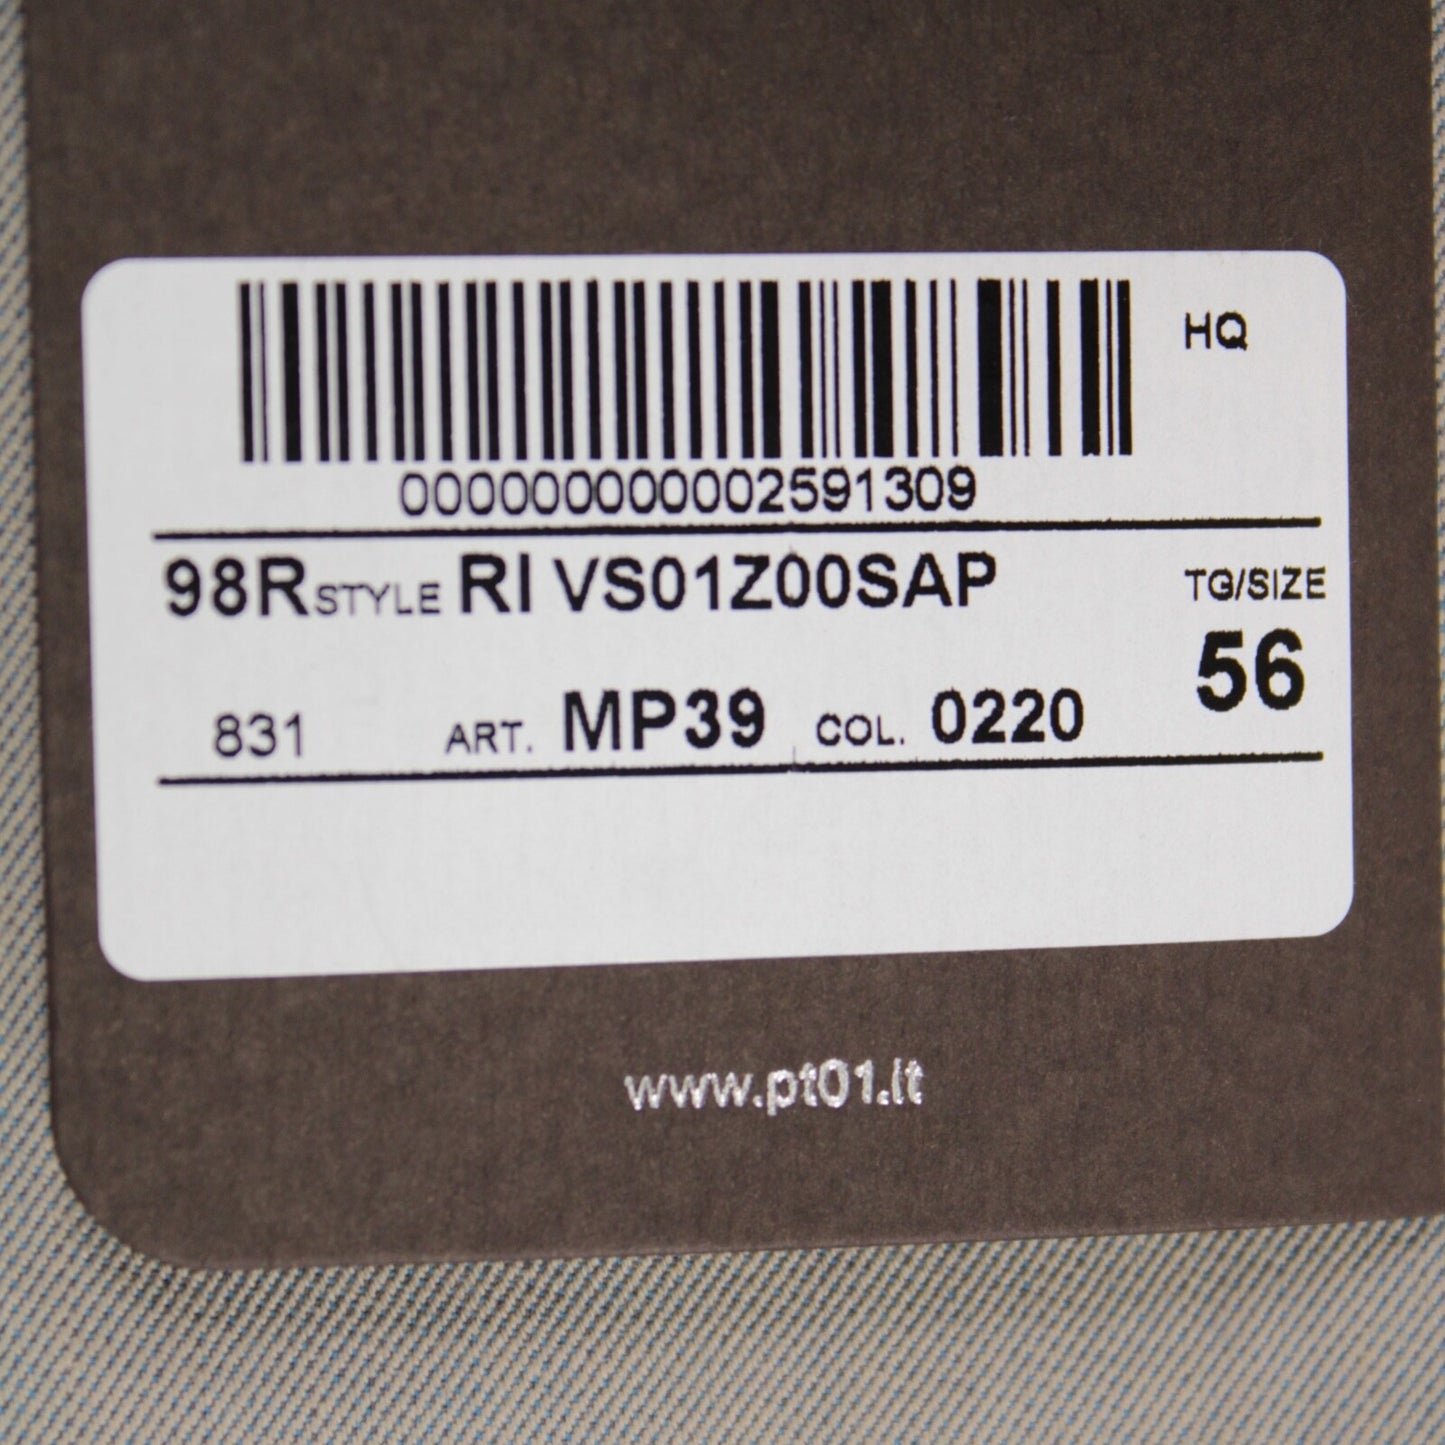 HQ
000000000002591309
98R STYLE RI VS01Z00SAP
TG/SIZE
56
831 ART. MP39 COL. 0220
www.pt01.it